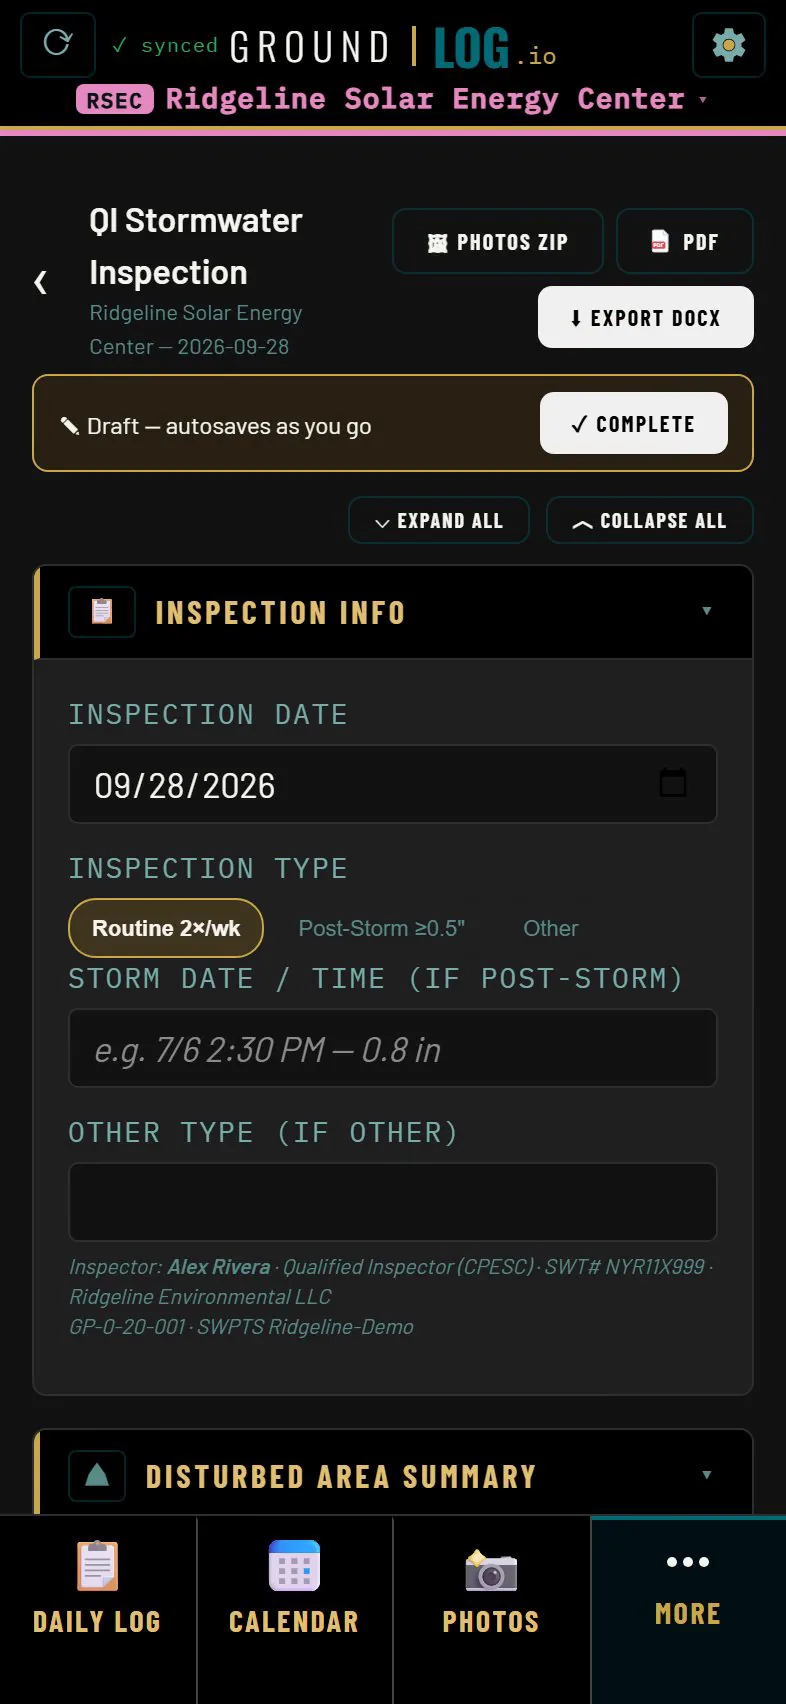 ✓ synced GROUND | LOG.io
RSEC Ridgeline Solar Energy Center ▾
QI Stormwater
Inspection
Ridgeline Solar Energy
Center — 2026-09-28
PHOTOS ZIP
PDF
⬇ EXPORT DOCX
✏ Draft — autosaves as you go
✓ COMPLETE
EXPAND ALL
COLLAPSE ALL
INSPECTION INFO
INSPECTION DATE
09/28/2026
INSPECTION TYPE
Routine 2×/wk Post-Storm ≥0.5" Other
STORM DATE / TIME (IF POST-STORM)
e.g. 7/6 2:30 PM — 0.8 in
OTHER TYPE (IF OTHER)
Inspector: Alex Rivera · Qualified Inspector (CPESC) · SWT# NYR11X999 ·
Ridgeline Environmental LLC
GP-0-20-001 · SWPTS Ridgeline-Demo
DISTURBED AREA SUMMARY
DAILY LOG
CALENDAR
PHOTOS
MORE